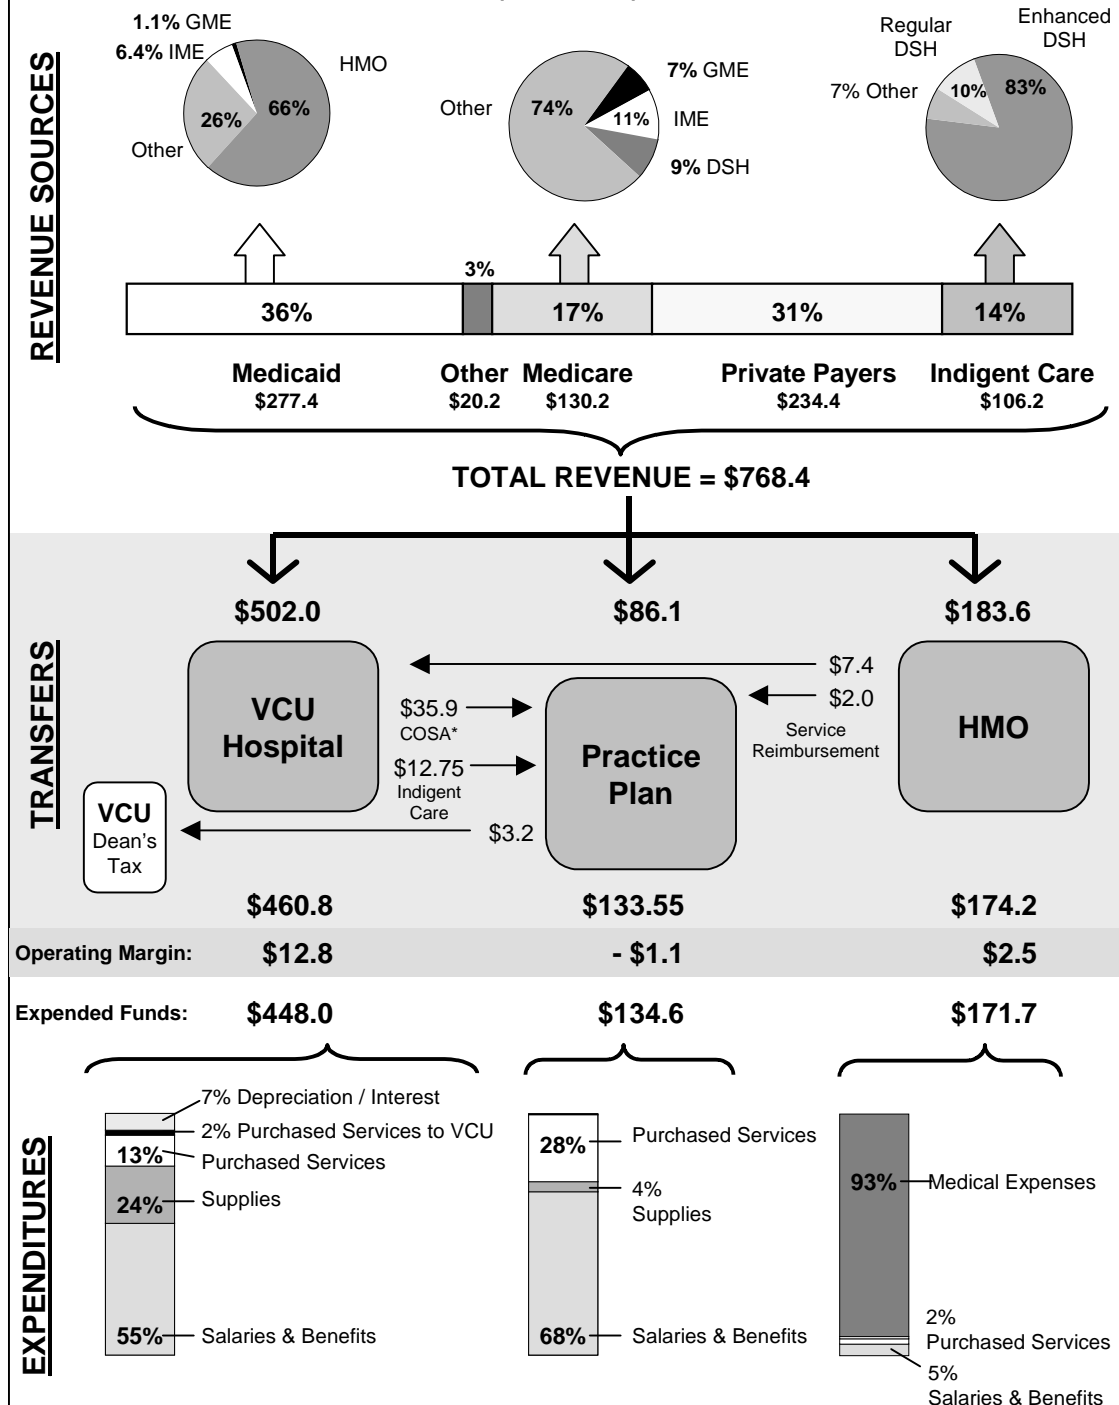 REVENUE SOURCES
1.1% GME
6.4% IME
HMO
66%
26%
Other
Other
74%
7% GME
11%
IME
9% DSH
Regular
DSH
Enhanced
DSH
7% Other
10%
83%
3%
36%
17%
31%
14%
Medicaid
$277.4
Other
$20.2
Medicare
$130.2
Private Payers
$234.4
Indigent Care
$106.2
TOTAL REVENUE = $768.4
TRANSFERS
$502.0
$86.1
$183.6
VCU
Hospital
Practice
Plan
HMO
$7.4
$2.0
Service
Reimbursement
$35.9
COSA*
$12.75
Indigent
Care
$3.2
VCU
Dean's
Tax
$460.8
$133.55
$174.2
Operating Margin:
$12.8
- $1.1
$2.5
Expended Funds:
$448.0
$134.6
$171.7
EXPENDITURES
7% Depreciation / Interest
2% Purchased Services to VCU
13%
Purchased Services
24%
Supplies
55%
Salaries & Benefits
28%
Purchased Services
4%
Supplies
68%
Salaries & Benefits
93%
Medical Expenses
2%
Purchased Services
5%
Salaries & Benefits